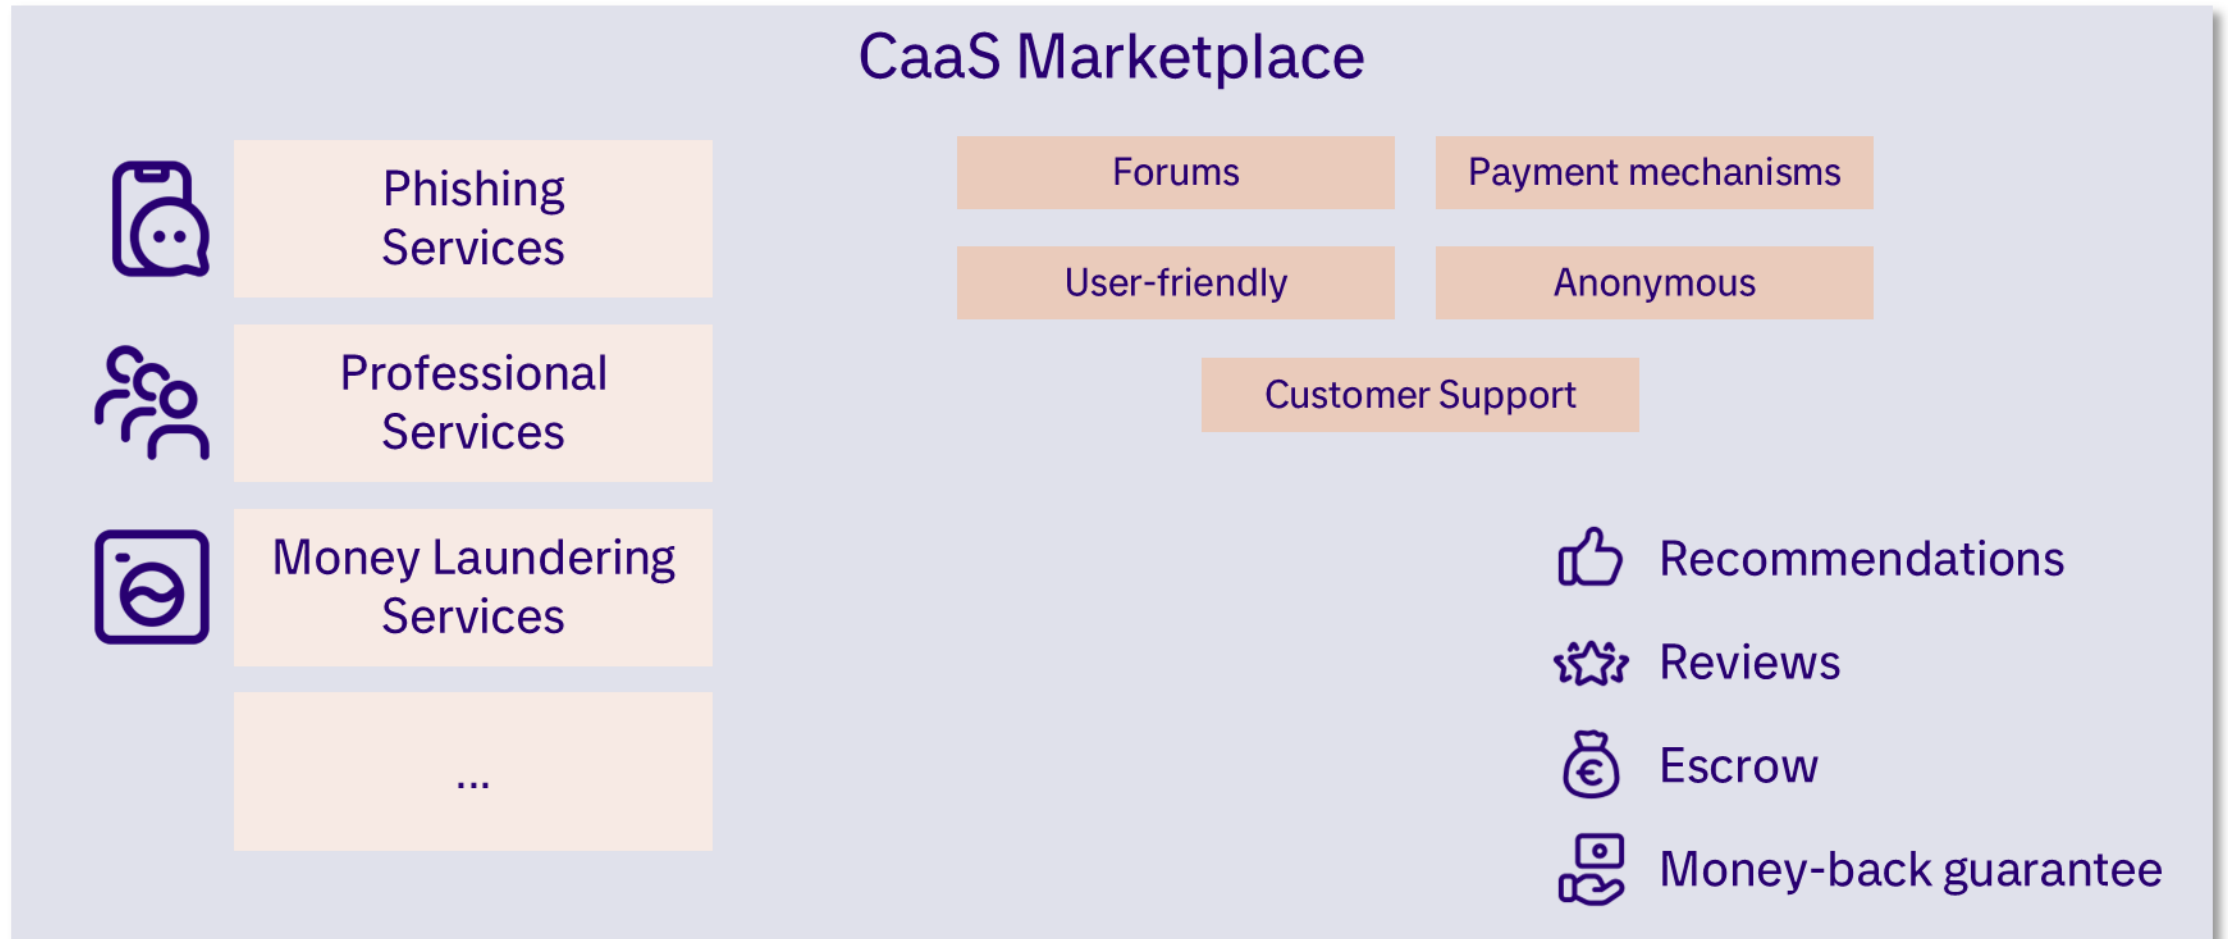 CaaS Marketplace
Phishing
Services
Professional
Services
Money Laundering
Services
...
Forums
Payment mechanisms
User-friendly
Anonymous
Customer Support
Recommendations
Reviews
Escrow
Money-back guarantee